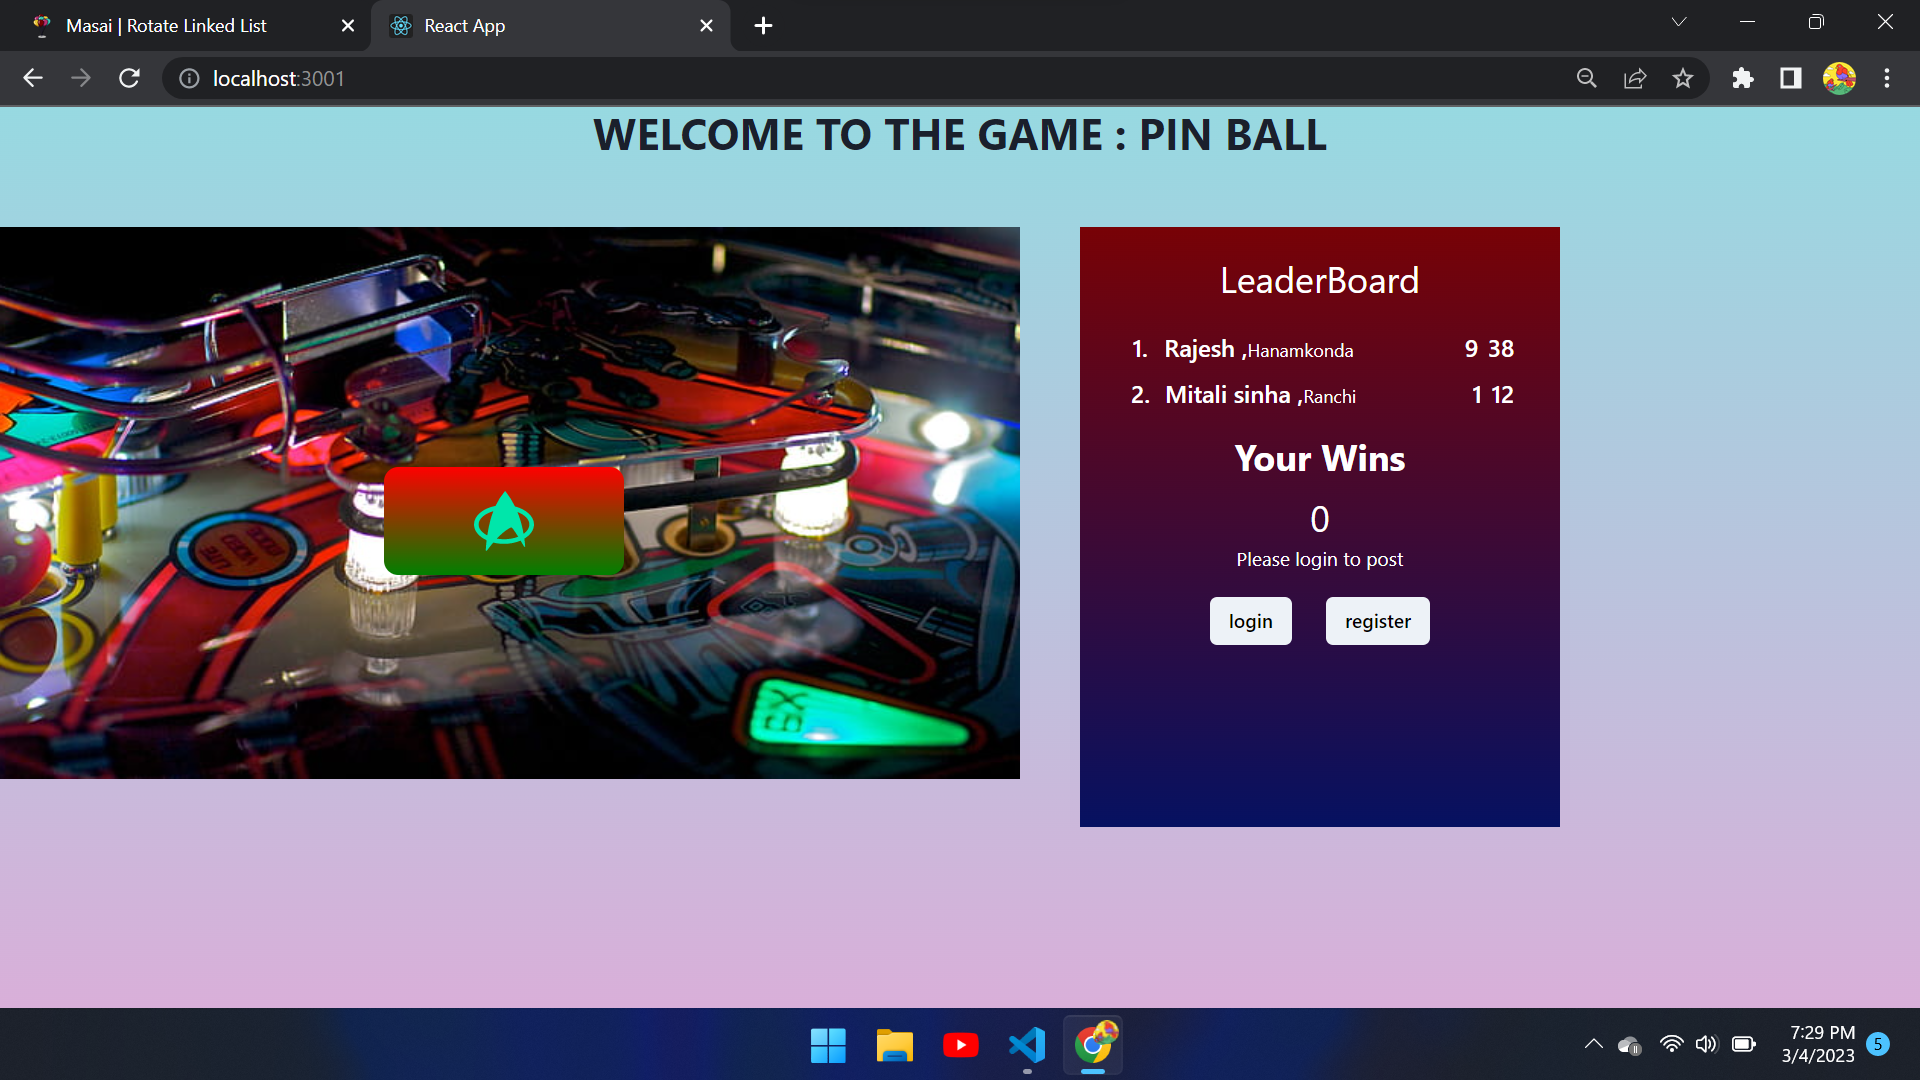 Masai | Rotate Linked List
React App
localhost:3001
WELCOME TO THE GAME : PIN BALL
LeaderBoard
1. Rajesh ,Hanamkonda 9 38
2. Mitali sinha ,Ranchi 1 12
Your Wins
0
Please login to post
login register
7:29 PM
3/4/2023
5